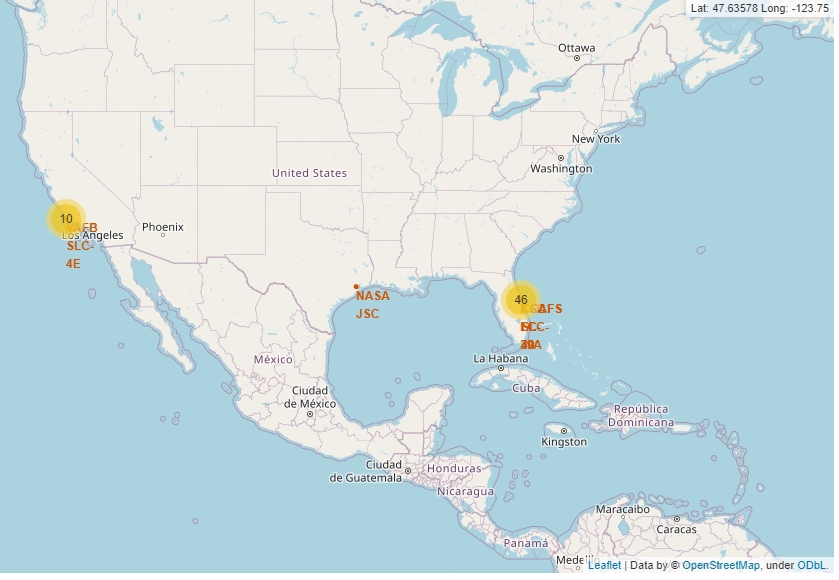 Lat: 47.63578 Long: -123.75
Ottawa
New York
United States
Washington
10
Phoenix
Los Angeles
SLC-
4E
NASA
JSC
46
La Habana
México
Cuba
Ciudad
de México
República
Dominicana
Kingston
Ciudad
de Guatemala
Honduras
Nicaragua
Maracaibo
Caracas
Panamá
Leaflet | Data by © OpenStreetMap, under ODbL.